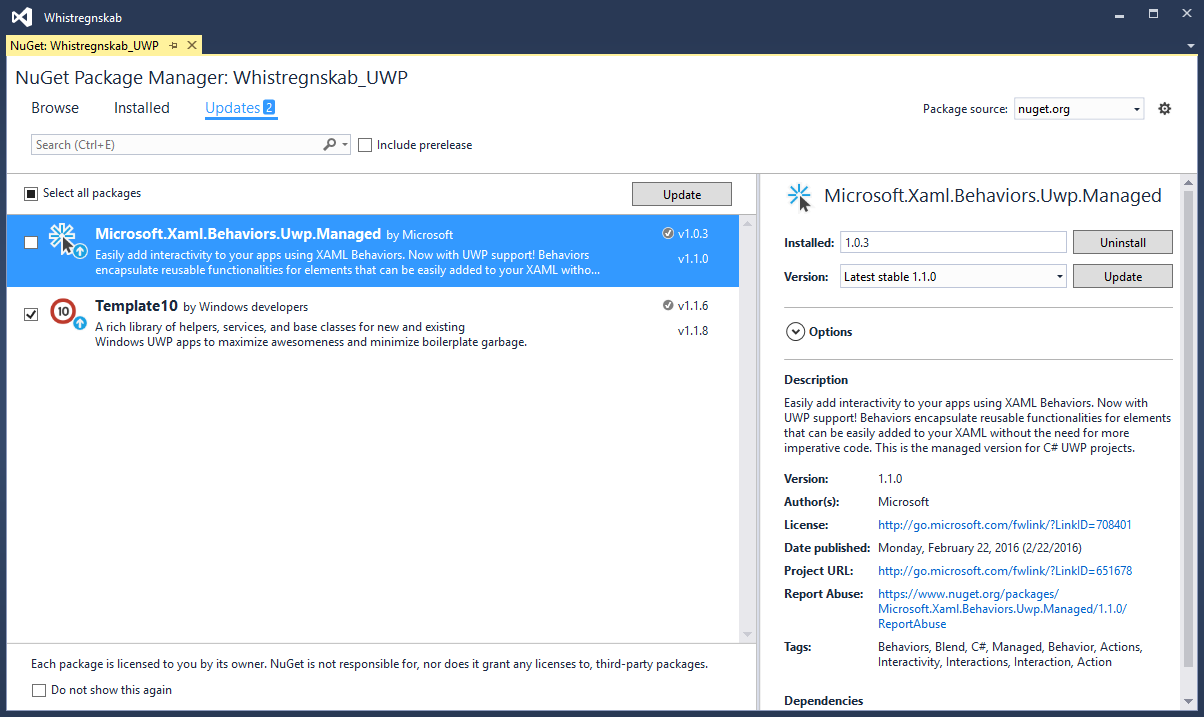 Whistregnskab
NuGet: Whistregnskab_UWP
NuGet Package Manager: Whistregnskab_UWP
Browse Installed Updates 2
Package source: nuget.org
Search (Ctrl+E) Include prerelease
Select all packages Update
Microsoft.Xaml.Behaviors.Uwp.Managed by Microsoft v1.0.3
Easily add interactivity to your apps using XAML Behaviors. Now with UWP support! Behaviors v1.1.0
encapsulate reusable functionalities for elements that can be easily added to your XAML witho...
10
Template10 by Windows developers v1.1.6
A rich library of helpers, services, and base classes for new and existing v1.1.8
Windows UWP apps to maximize awesomeness and minimize boilerplate garbage.
Each package is licensed to you by its owner. NuGet is not responsible for, nor does it grant any licenses to, third-party packages.
Do not show this again
Microsoft.Xaml.Behaviors.Uwp.Managed
Installed: 1.0.3 Uninstall
Version: Latest stable 1.1.0 Update
Options
Description
Easily add interactivity to your apps using XAML Behaviors. Now with
UWP support! Behaviors encapsulate reusable functionalities for elements
that can be easily added to your XAML without the need for more
imperative code. This is the managed version for C# UWP projects.
Version: 1.1.0
Author(s): Microsoft
License: http://go.microsoft.com/fwlink/?LinkID=708401
Date published: Monday, February 22, 2016 (2/22/2016)
Project URL: http://go.microsoft.com/fwlink/?LinkID=651678
Report Abuse: https://www.nuget.org/packages/
Microsoft.Xaml.Behaviors.Uwp.Managed/1.1.0/
ReportAbuse
Tags: Behaviors, Blend, C#, Managed, Behavior, Actions,
Interactivity, Interactions, Interaction, Action
Dependencies